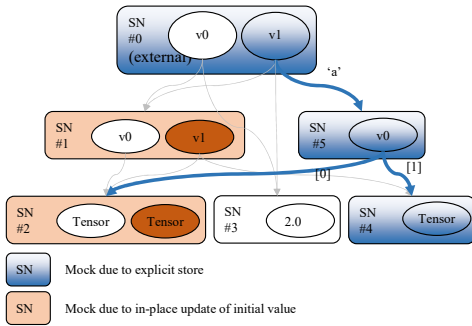 SN
#0
(external)
v0
v1
'a'
SN
#1
v0
v1
SN
#5
v0
[0]
[1]
SN
#2
Tensor
Tensor
SN
#3
2.0
SN
#4
Tensor
SN Mock due to explicit store
SN Mock due to in-place update of initial value